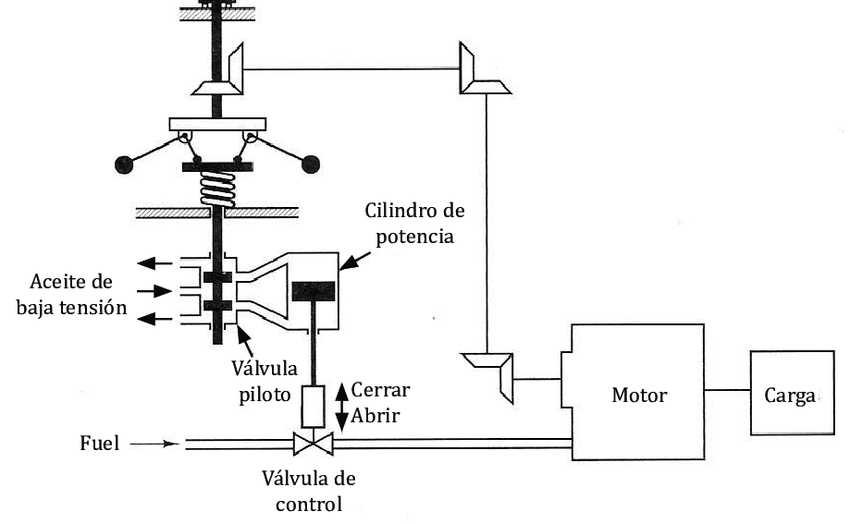 Cilindro de
potencia
Aceite de
baja tensión
Válvula
piloto
Cerrar
Abrir
Motor
Carga
Fuel
Válvula de
control